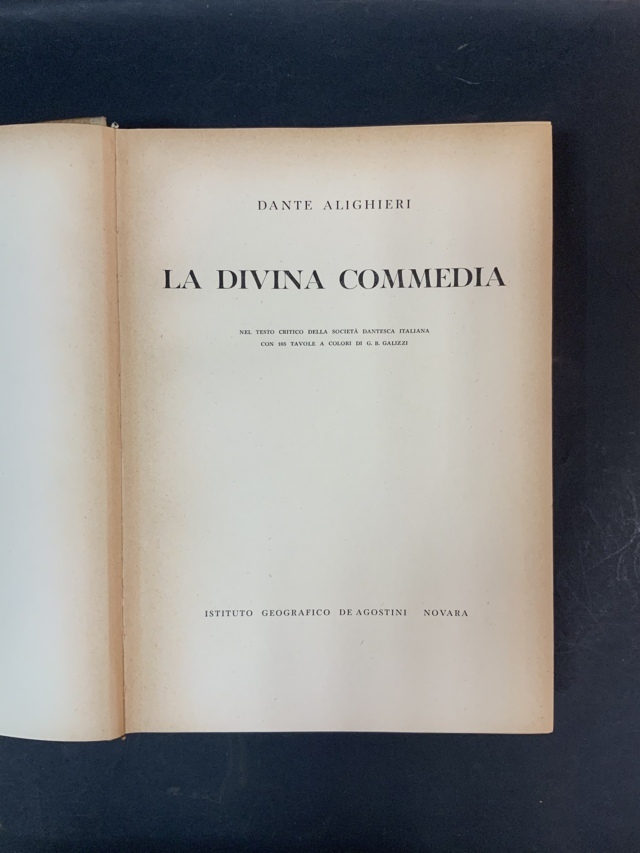 DANTE ALIGHIERI
LA DIVINA COMMEDIA
NEL TESTO CRITICO DELLA SOCIETÀ DANTESCA ITALIANA
CON 105 TAVOLE A COLORI DI G. B. GALIZZI
ISTITUTO GEOGRAFICO DE AGOSTINI NOVARA